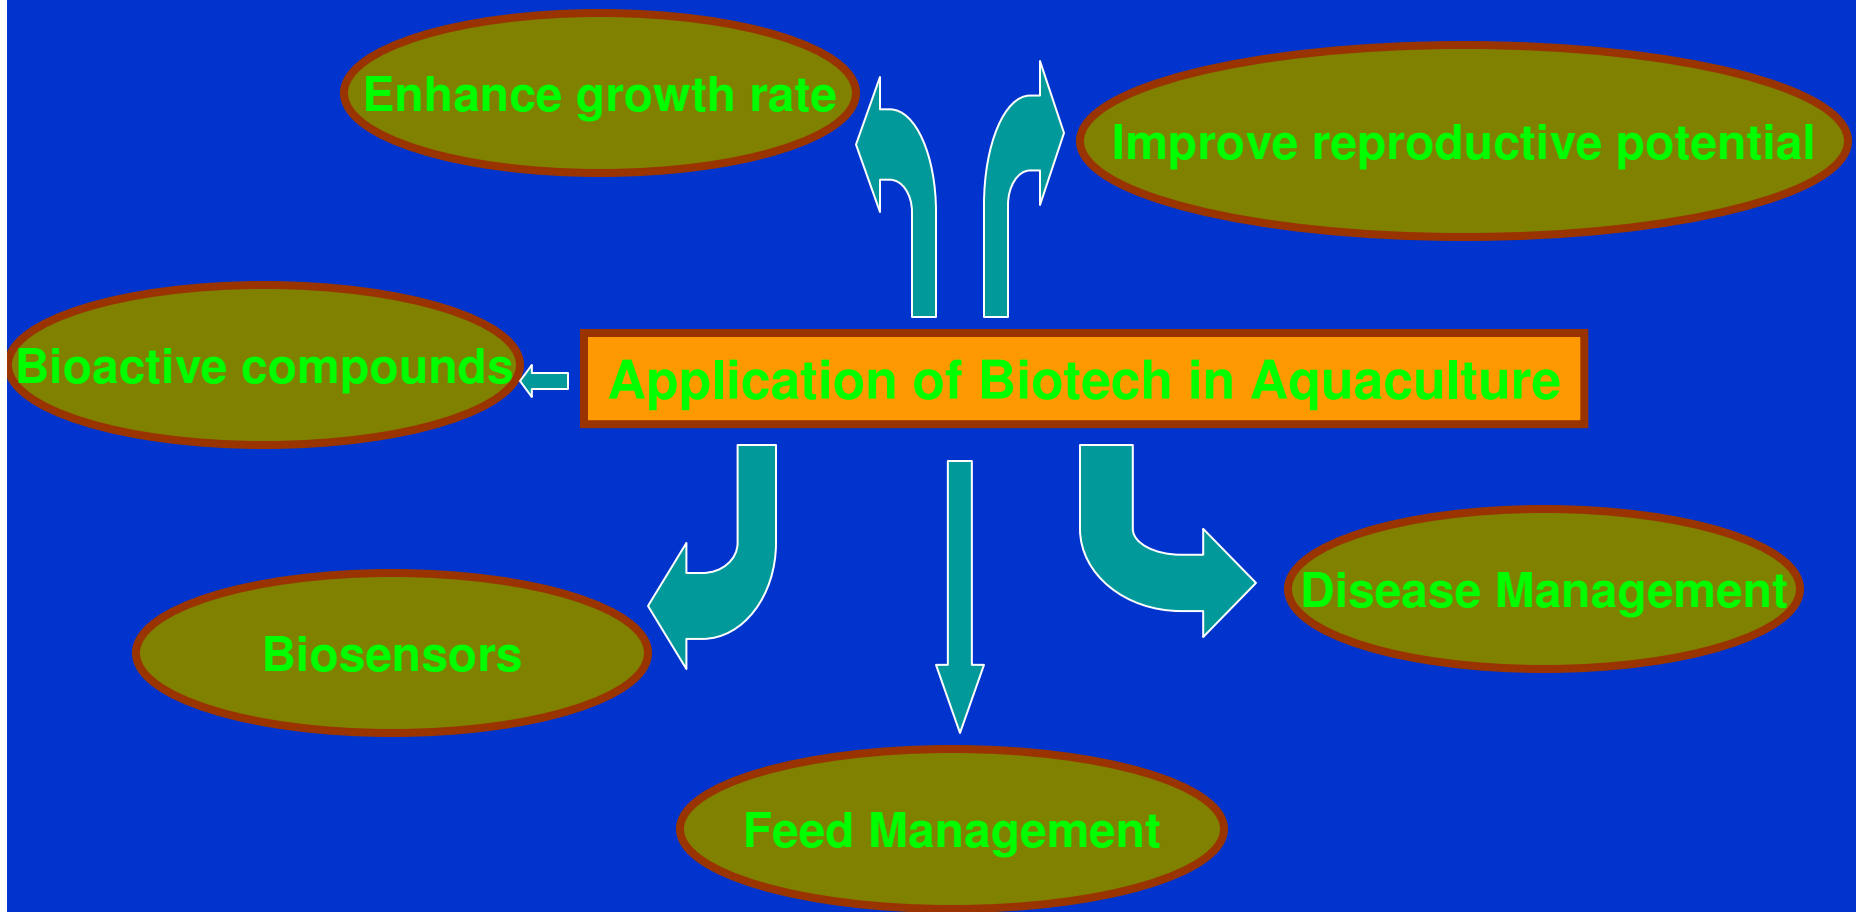 Enhance growth rate
Improve reproductive potential
Bioactive compounds
Application of Biotech in Aquaculture
Disease Management
Biosensors
Feed Management